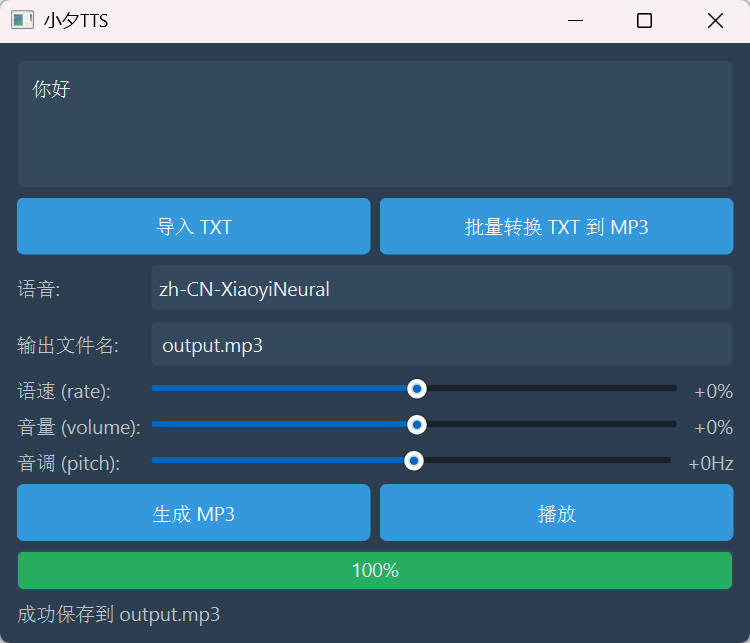 小夕TTS
你好
导入 TXT
批量转换 TXT 到 MP3
语音:
zh-CN-XiaoyiNeural
输出文件名:
output.mp3
语速 (rate):
+0%
音量 (volume):
+0%
音调 (pitch):
+0Hz
生成 MP3
播放
100%
成功保存到 output.mp3